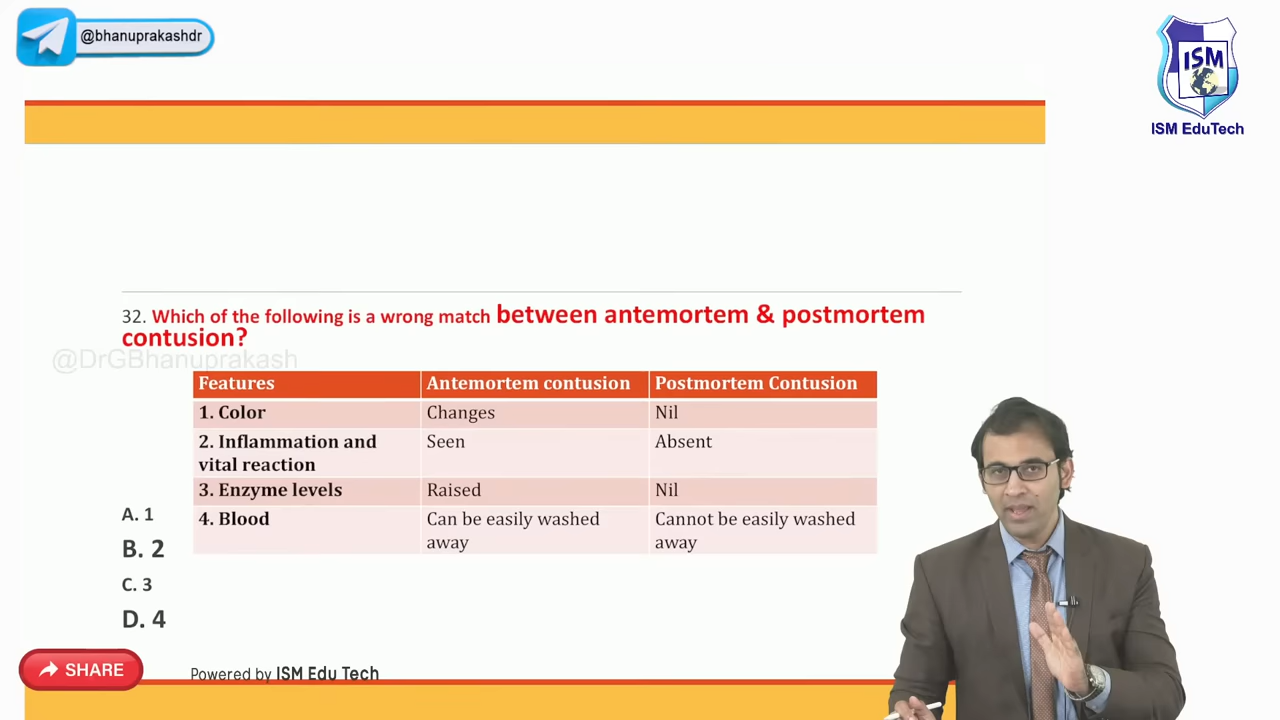 @bhanuprakashdr
ISM
ISM EduTech
32. Which of the following is a wrong match between antemortem & postmortem
contusion?
@DrGBhanuprakash
Features Antemortem contusion Postmortem Contusion
1. Color Changes Nil
2. Inflammation and Seen Absent
vital reaction
3. Enzyme levels Raised Nil
4. Blood Can be easily washed Cannot be easily washed
away away
A. 1
B. 2
C. 3
D. 4
SHARE
Powered by ISM Edu Tech